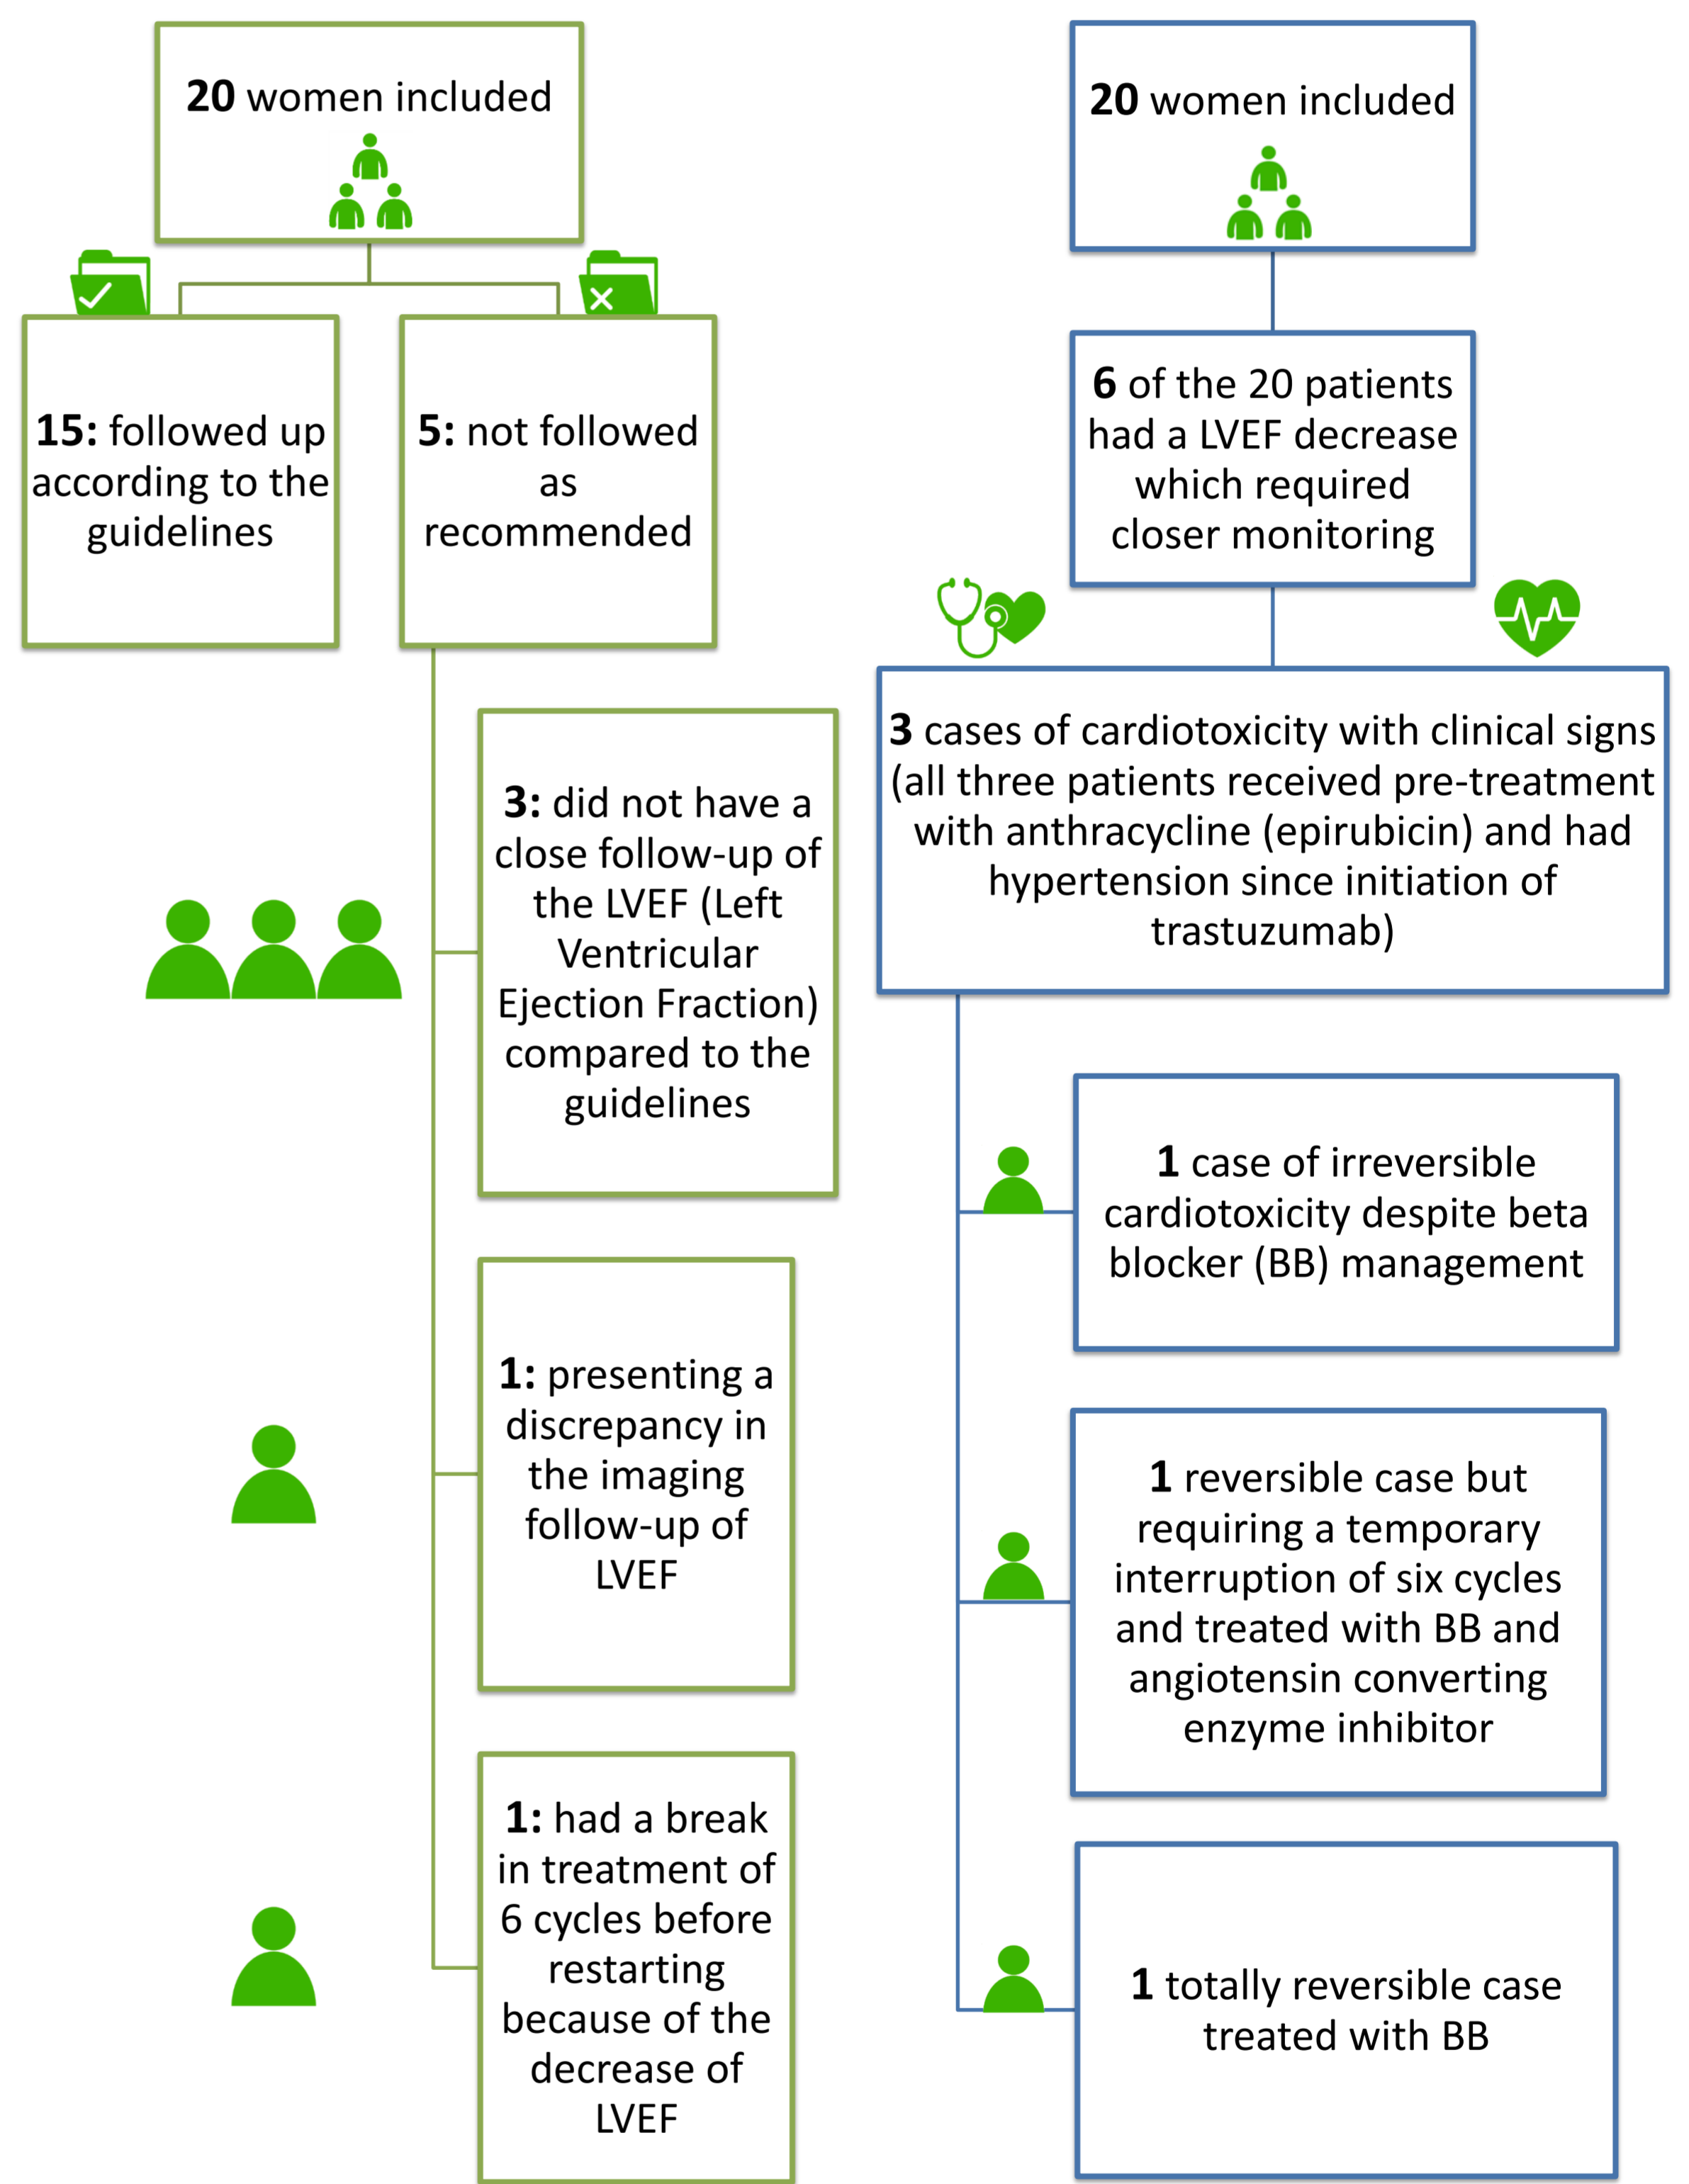 20 women included
15: followed up
according to the
guidelines
5: not followed
as
recommended
3: did not have a
close follow-up of
the LVEF (Left
Ventricular
Ejection Fraction)
compared to the
guidelines
1: presenting a
discrepancy in
the imaging
follow-up of
LVEF
1: had a break
in treatment of
6 cycles before
restarting
because of the
decrease of
LVEF
20 women included
6 of the 20 patients
had a LVEF decrease
which required
closer monitoring
3 cases of cardiotoxicity with clinical signs
(all three patients received pre-treatment
with anthracycline (epirubicin) and had
hypertension since initiation of
trastuzumab)
1 case of irreversible
cardiotoxicity despite beta
blocker (BB) management
1 reversible case but
requiring a temporary
interruption of six cycles
and treated with BB and
angiotensin converting
enzyme inhibitor
1 totally reversible case
treated with BB